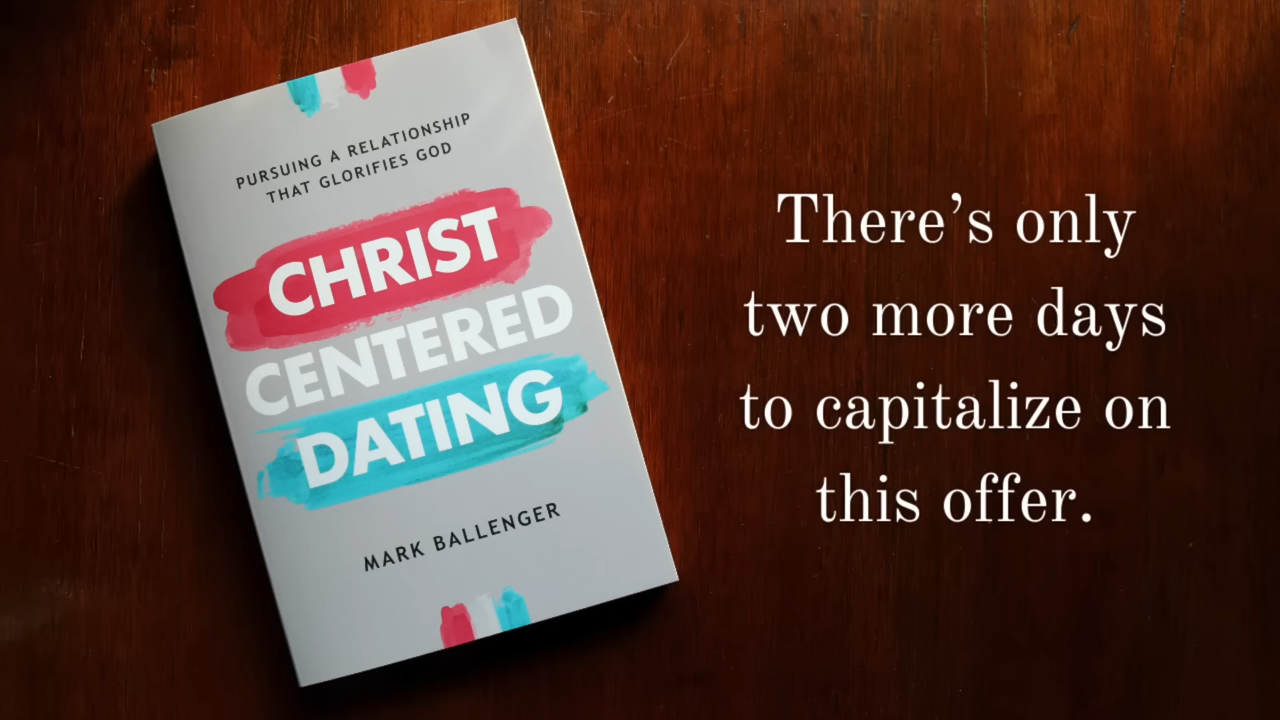 PURSUING A RELATIONSHIP
THAT GLORIFIES GOD
CHRIST
CENTERED
DATING
MARK BALLENGER
There’s only
two more days
to capitalize on
this offer.